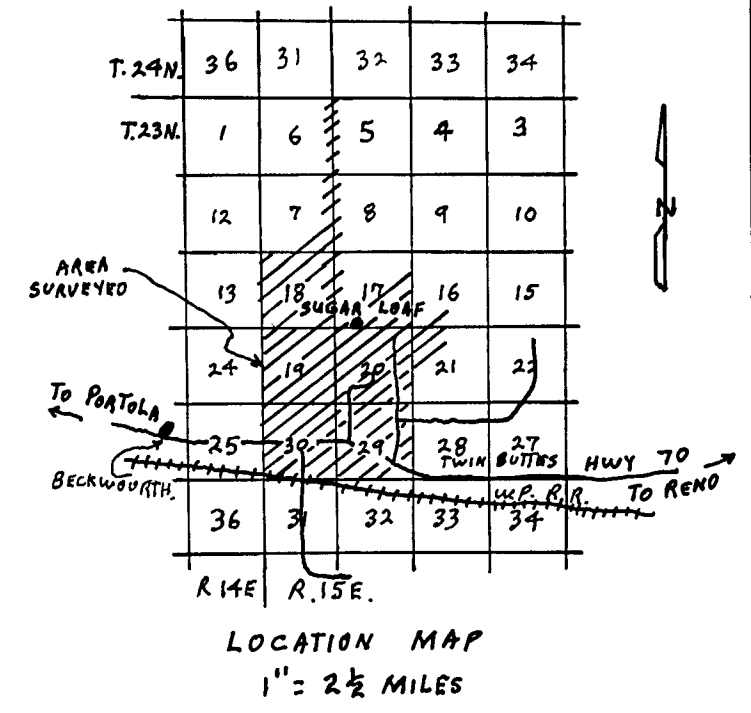 T.24N. 36 31 32 33 34
T.23N. 1 6 5 4 3
12 7 8 9 10
N
AREA
SURVEYED
13 18 17 16 15
SUGAR LOAF
24 19 20 21 22
TO PORTOLA
25 30 29 28 27
TWIN BUTTES HWY 70
BECKWOURTH.
W.P. R.R. TO RENO
36 31 32 33 34
R 14E R.15E.
LOCATION MAP
1" = 2½ MILES